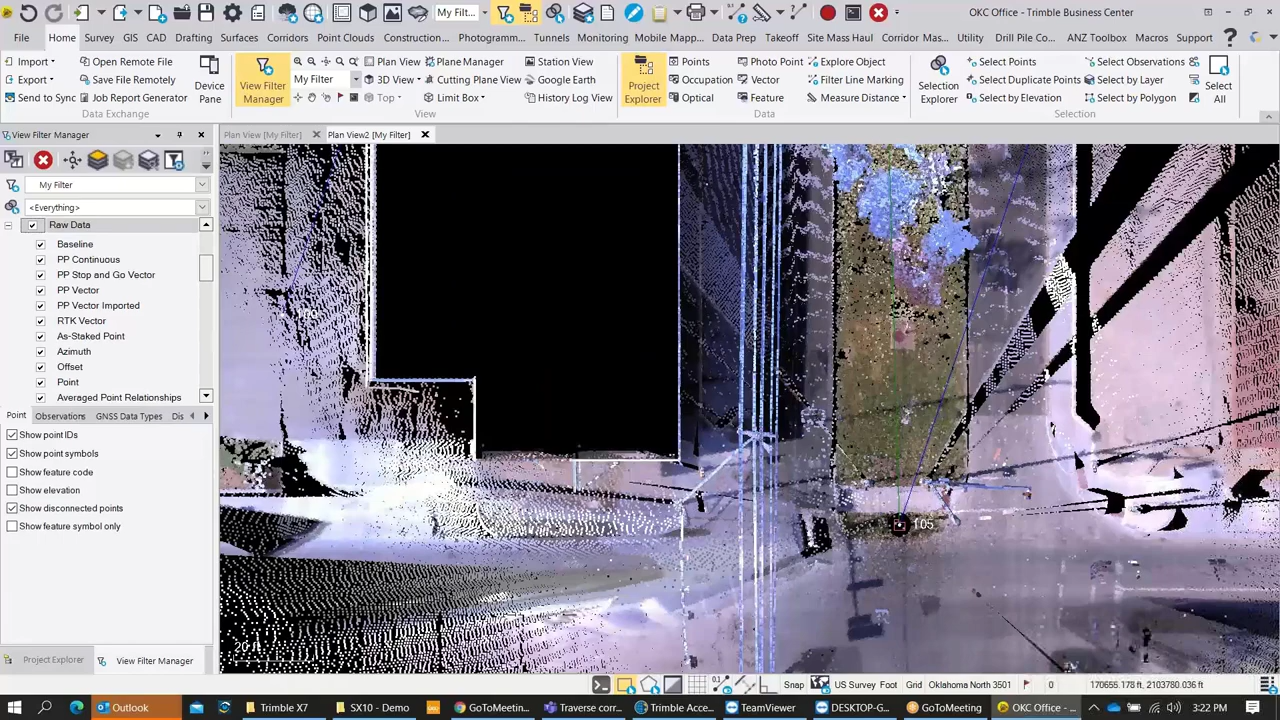 My Filt...
OKC Office - Trimble Business Center
File Home Survey GIS CAD Drafting Surfaces Corridors Point Clouds Construction... Photogramm... Tunnels Monitoring Mobile Mapp... Data Prep Takeoff Site Mass Haul Corridor Mas... Utility Drill Pile Co... ANZ Toolbox Macros Support
Import Open Remote File
Export Save File Remotely
Send to Sync Job Report Generator
Device Pane
Data Exchange
View Filter Manager
My Filter
Plan View Plane Manager Station View
3D View Cutting Plane View Google Earth
Top Limit Box History Log View
View
Project Explorer
Points Photo Point Explore Object
Occupation Vector Filter Line Marking
Optical Feature Measure Distance
Data
Selection Explorer
Select Points Select Observations
Select Duplicate Points Select by Layer
Select by Elevation Select by Polygon
Select All
Selection
View Filter Manager
Plan View [My Filter] Plan View2 [My Filter]
My Filter
<Everything>
Raw Data
Baseline
PP Continuous
PP Stop and Go Vector
PP Vector
PP Vector Imported
RTK Vector
As-Staked Point
Azimuth
Offset
Point
Averaged Point Relationships
Point Observations GNSS Data Types Dis
Show point IDs
Show point symbols
Show feature code
Show elevation
Show disconnected points
Show feature symbol only
105
20 ft
Project Explorer View Filter Manager
Snap US Survey Foot Grid Oklahoma North 3501 0 170655.178 ft, 2103780.036 ft
Outlook Trimble X7 SX10 - Demo GoToMeetin... Traverse corr... Trimble Acce... TeamViewer DESKTOP-G... GoToMeeting OKC Office - ... 3:22 PM